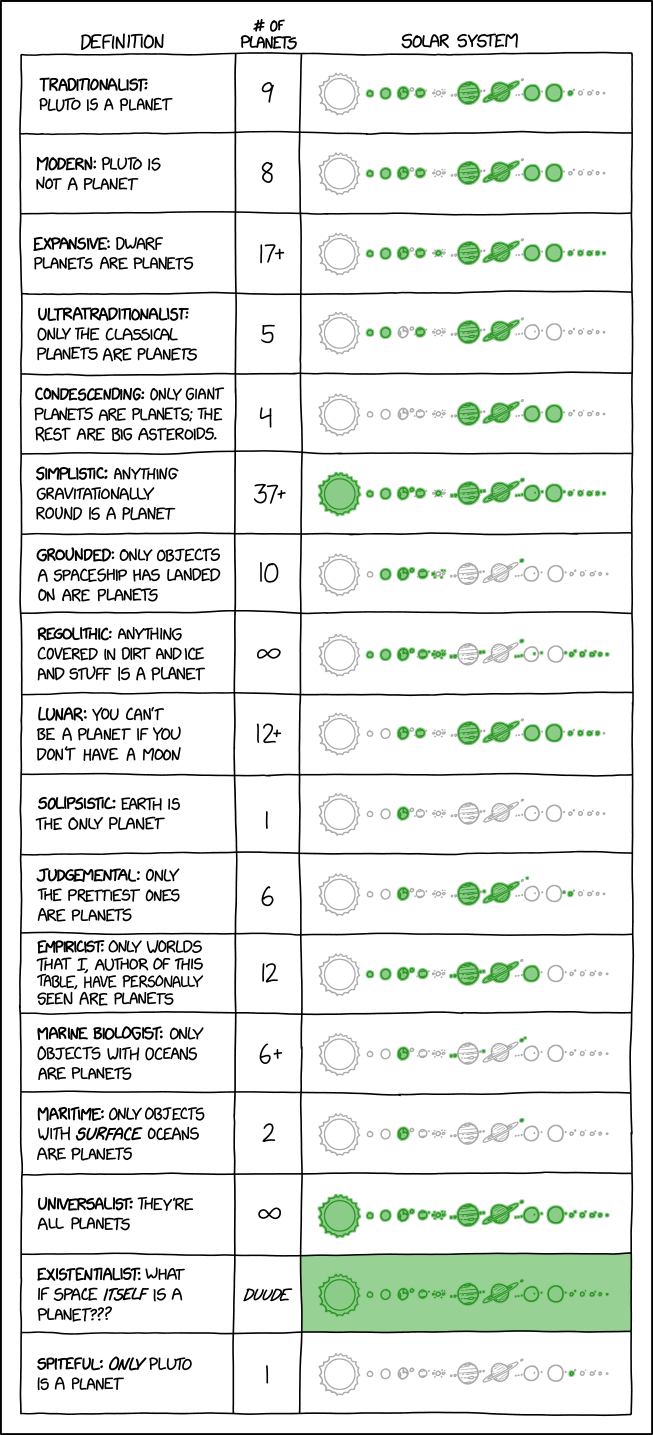 DEFINITION
# OF
PLANETS
SOLAR SYSTEM
TRADITIONALIST:
PLUTO IS A PLANET
9
MODERN: PLUTO IS
NOT A PLANET
8
EXPANSIVE: DWARF
PLANETS ARE PLANETS
17+
ULTRATRADITIONALIST:
ONLY THE CLASSICAL
PLANETS ARE PLANETS
5
CONDESCENDING: ONLY GIANT
PLANETS ARE PLANETS; THE
REST ARE BIG ASTEROIDS.
4
SIMPLISTIC: ANYTHING
GRAVITATIONALLY
ROUND IS A PLANET
37+
GROUNDED: ONLY OBJECTS
A SPACESHIP HAS LANDED
ON ARE PLANETS
10
REGOLITHIC: ANYTHING
COVERED IN DIRT AND ICE
AND STUFF IS A PLANET
∞
LUNAR: YOU CAN'T
BE A PLANET IF YOU
DON'T HAVE A MOON
12+
SOLIPSISTIC: EARTH IS
THE ONLY PLANET
1
JUDGEMENTAL: ONLY
THE PRETTIEST ONES
ARE PLANETS
6
EMPIRICIST: ONLY WORLDS
THAT I, AUTHOR OF THIS
TABLE, HAVE PERSONALLY
SEEN ARE PLANETS
12
MARINE BIOLOGIST: ONLY
OBJECTS WITH OCEANS
ARE PLANETS
6+
MARITIME: ONLY OBJECTS
WITH SURFACE OCEANS
ARE PLANETS
2
UNIVERSALIST: THEY'RE
ALL PLANETS
∞
EXISTENTIALIST: WHAT
IF SPACE ITSELF IS A
PLANET???
DUUDE
SPITEFUL: ONLY PLUTO
IS A PLANET
1